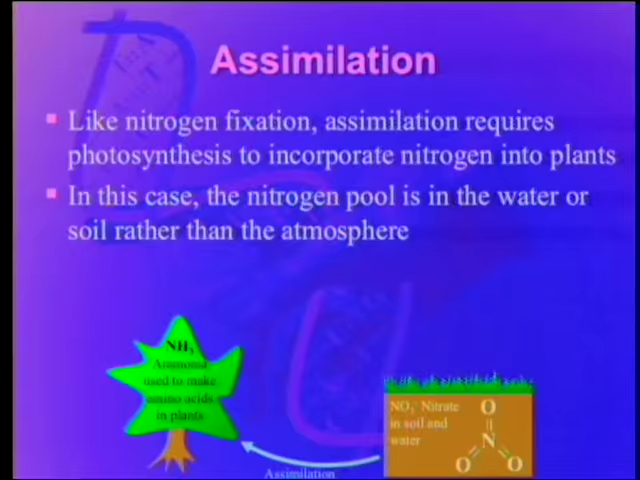 Assimilation
Like nitrogen fixation, assimilation requires
photosynthesis to incorporate nitrogen into plants
In this case, the nitrogen pool is in the water or
soil rather than the atmosphere
NH3
Ammonia
used to make
amino acids
in plants
NO3- Nitrate
in soil and
water
O
N
O O
Assimilation